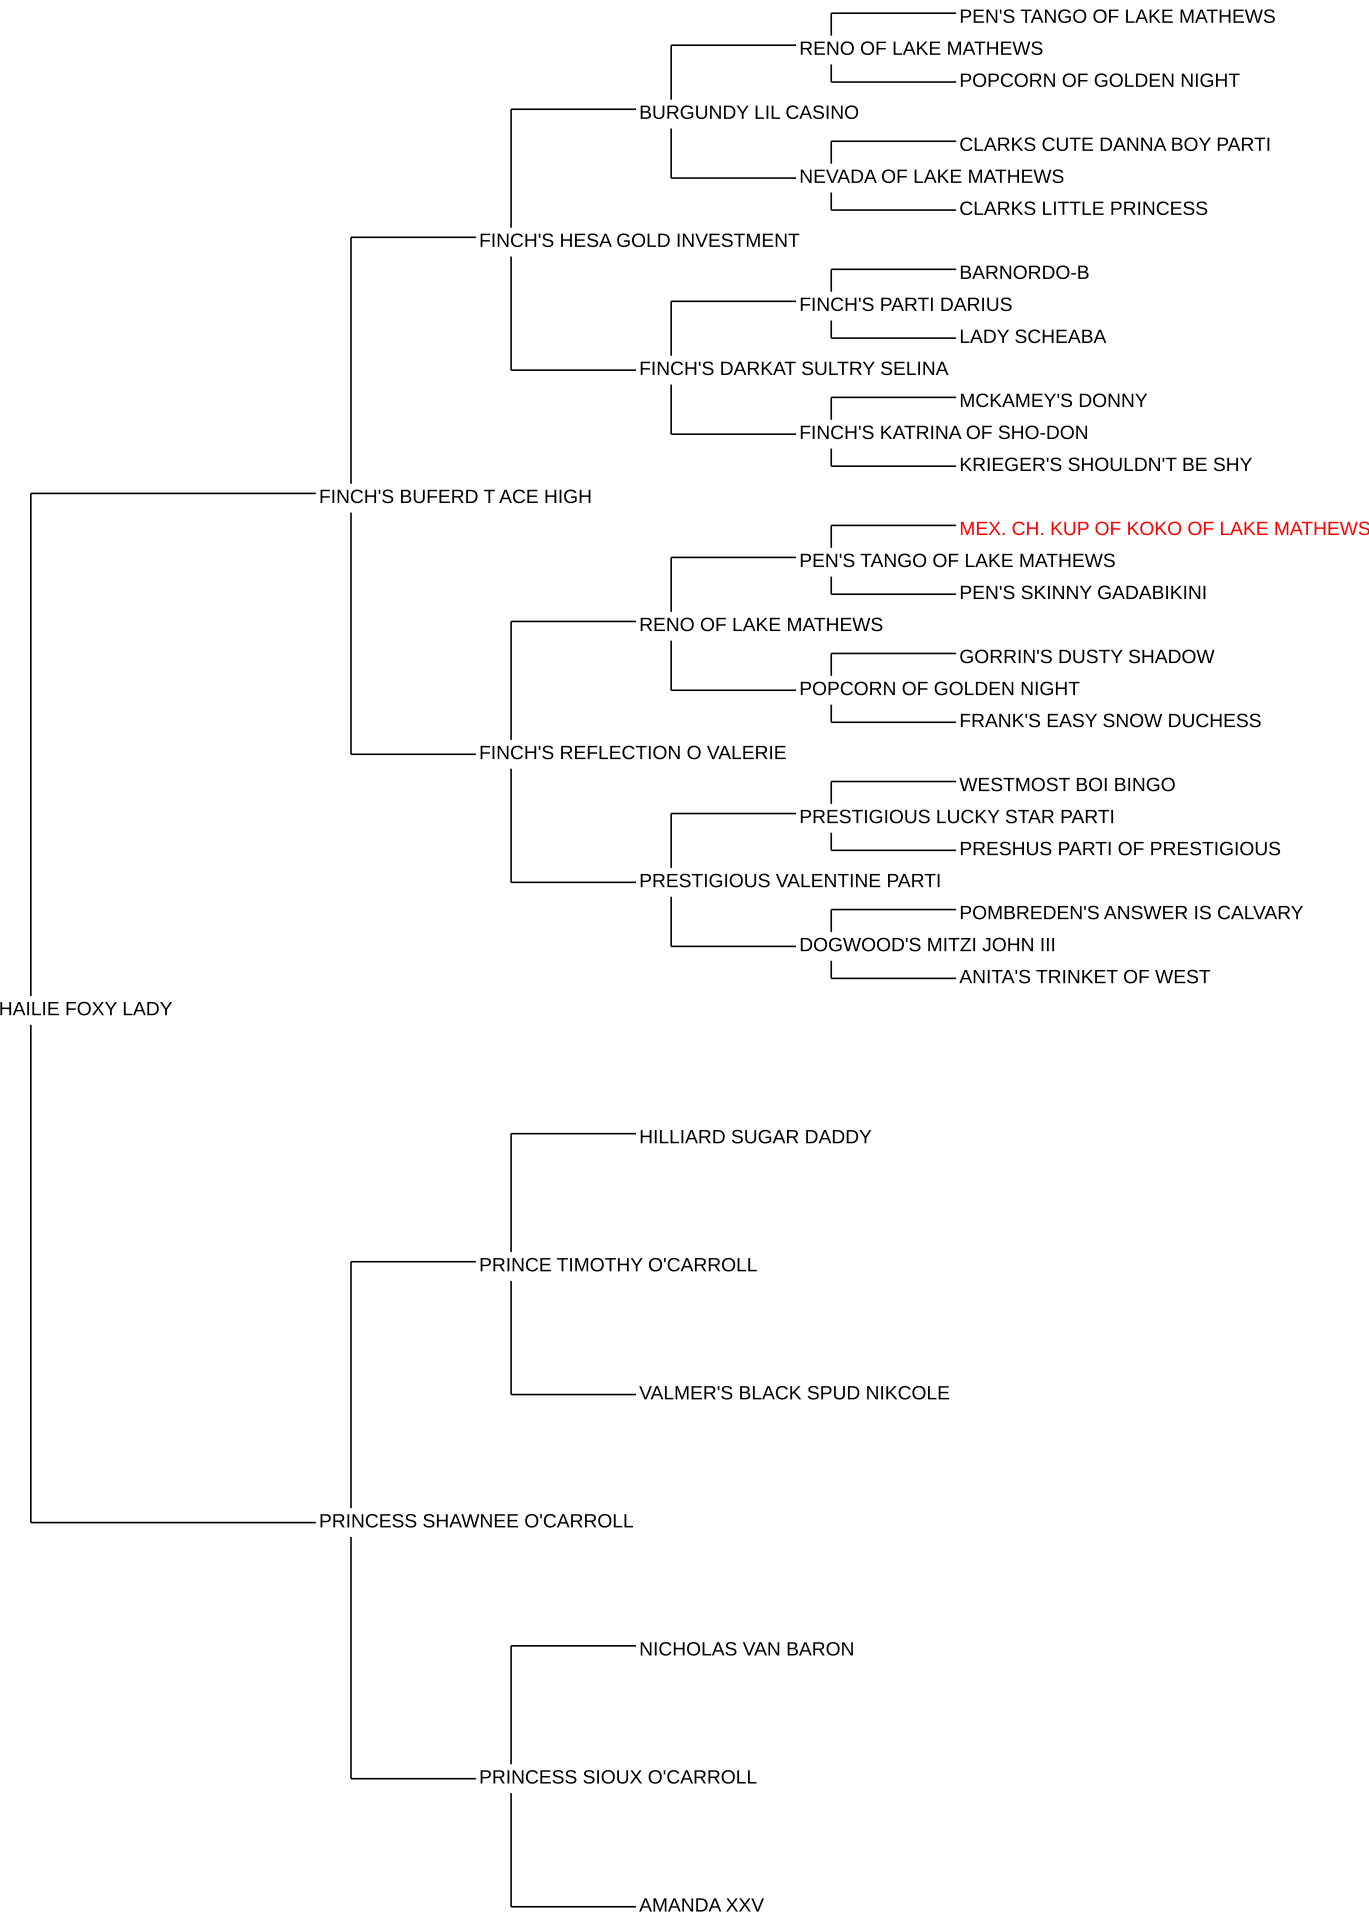 PEN'S TANGO OF LAKE MATHEWS
RENO OF LAKE MATHEWS
POPCORN OF GOLDEN NIGHT
BURGUNDY LIL CASINO
CLARKS CUTE DANNA BOY PARTI
NEVADA OF LAKE MATHEWS
CLARKS LITTLE PRINCESS
FINCH'S HESA GOLD INVESTMENT
BARNORDO-B
FINCH'S PARTI DARIUS
LADY SCHEABA
FINCH'S DARKAT SULTRY SELINA
MCKAMEY'S DONNY
FINCH'S KATRINA OF SHO-DON
KRIEGER'S SHOULDN'T BE SHY
FINCH'S BUFERD T ACE HIGH
MEX. CH. KUP OF KOKO OF LAKE MATHEWS
PEN'S TANGO OF LAKE MATHEWS
PEN'S SKINNY GADABIKINI
RENO OF LAKE MATHEWS
GORRIN'S DUSTY SHADOW
POPCORN OF GOLDEN NIGHT
FRANK'S EASY SNOW DUCHESS
FINCH'S REFLECTION O VALERIE
WESTMOST BOI BINGO
PRESTIGIOUS LUCKY STAR PARTI
PRESHUS PARTI OF PRESTIGIOUS
PRESTIGIOUS VALENTINE PARTI
POMBREDEN'S ANSWER IS CALVARY
DOGWOOD'S MITZI JOHN III
ANITA'S TRINKET OF WEST
HAILIE FOXY LADY
HILLIARD SUGAR DADDY
PRINCE TIMOTHY O'CARROLL
VALMER'S BLACK SPUD NIKCOLE
PRINCESS SHAWNEE O'CARROLL
NICHOLAS VAN BARON
PRINCESS SIOUX O'CARROLL
AMANDA XXV